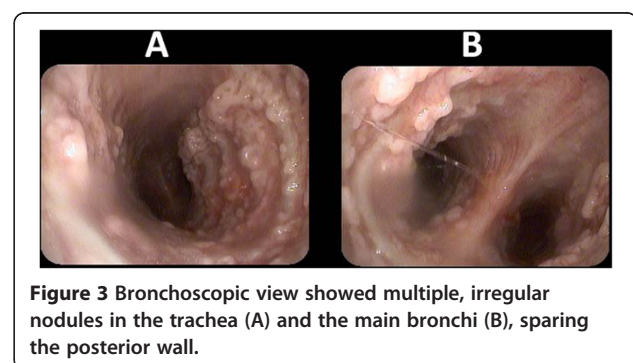 A B
Figure 3 Bronchoscopic view showed multiple, irregular
nodules in the trachea (A) and the main bronchi (B), sparing
the posterior wall.